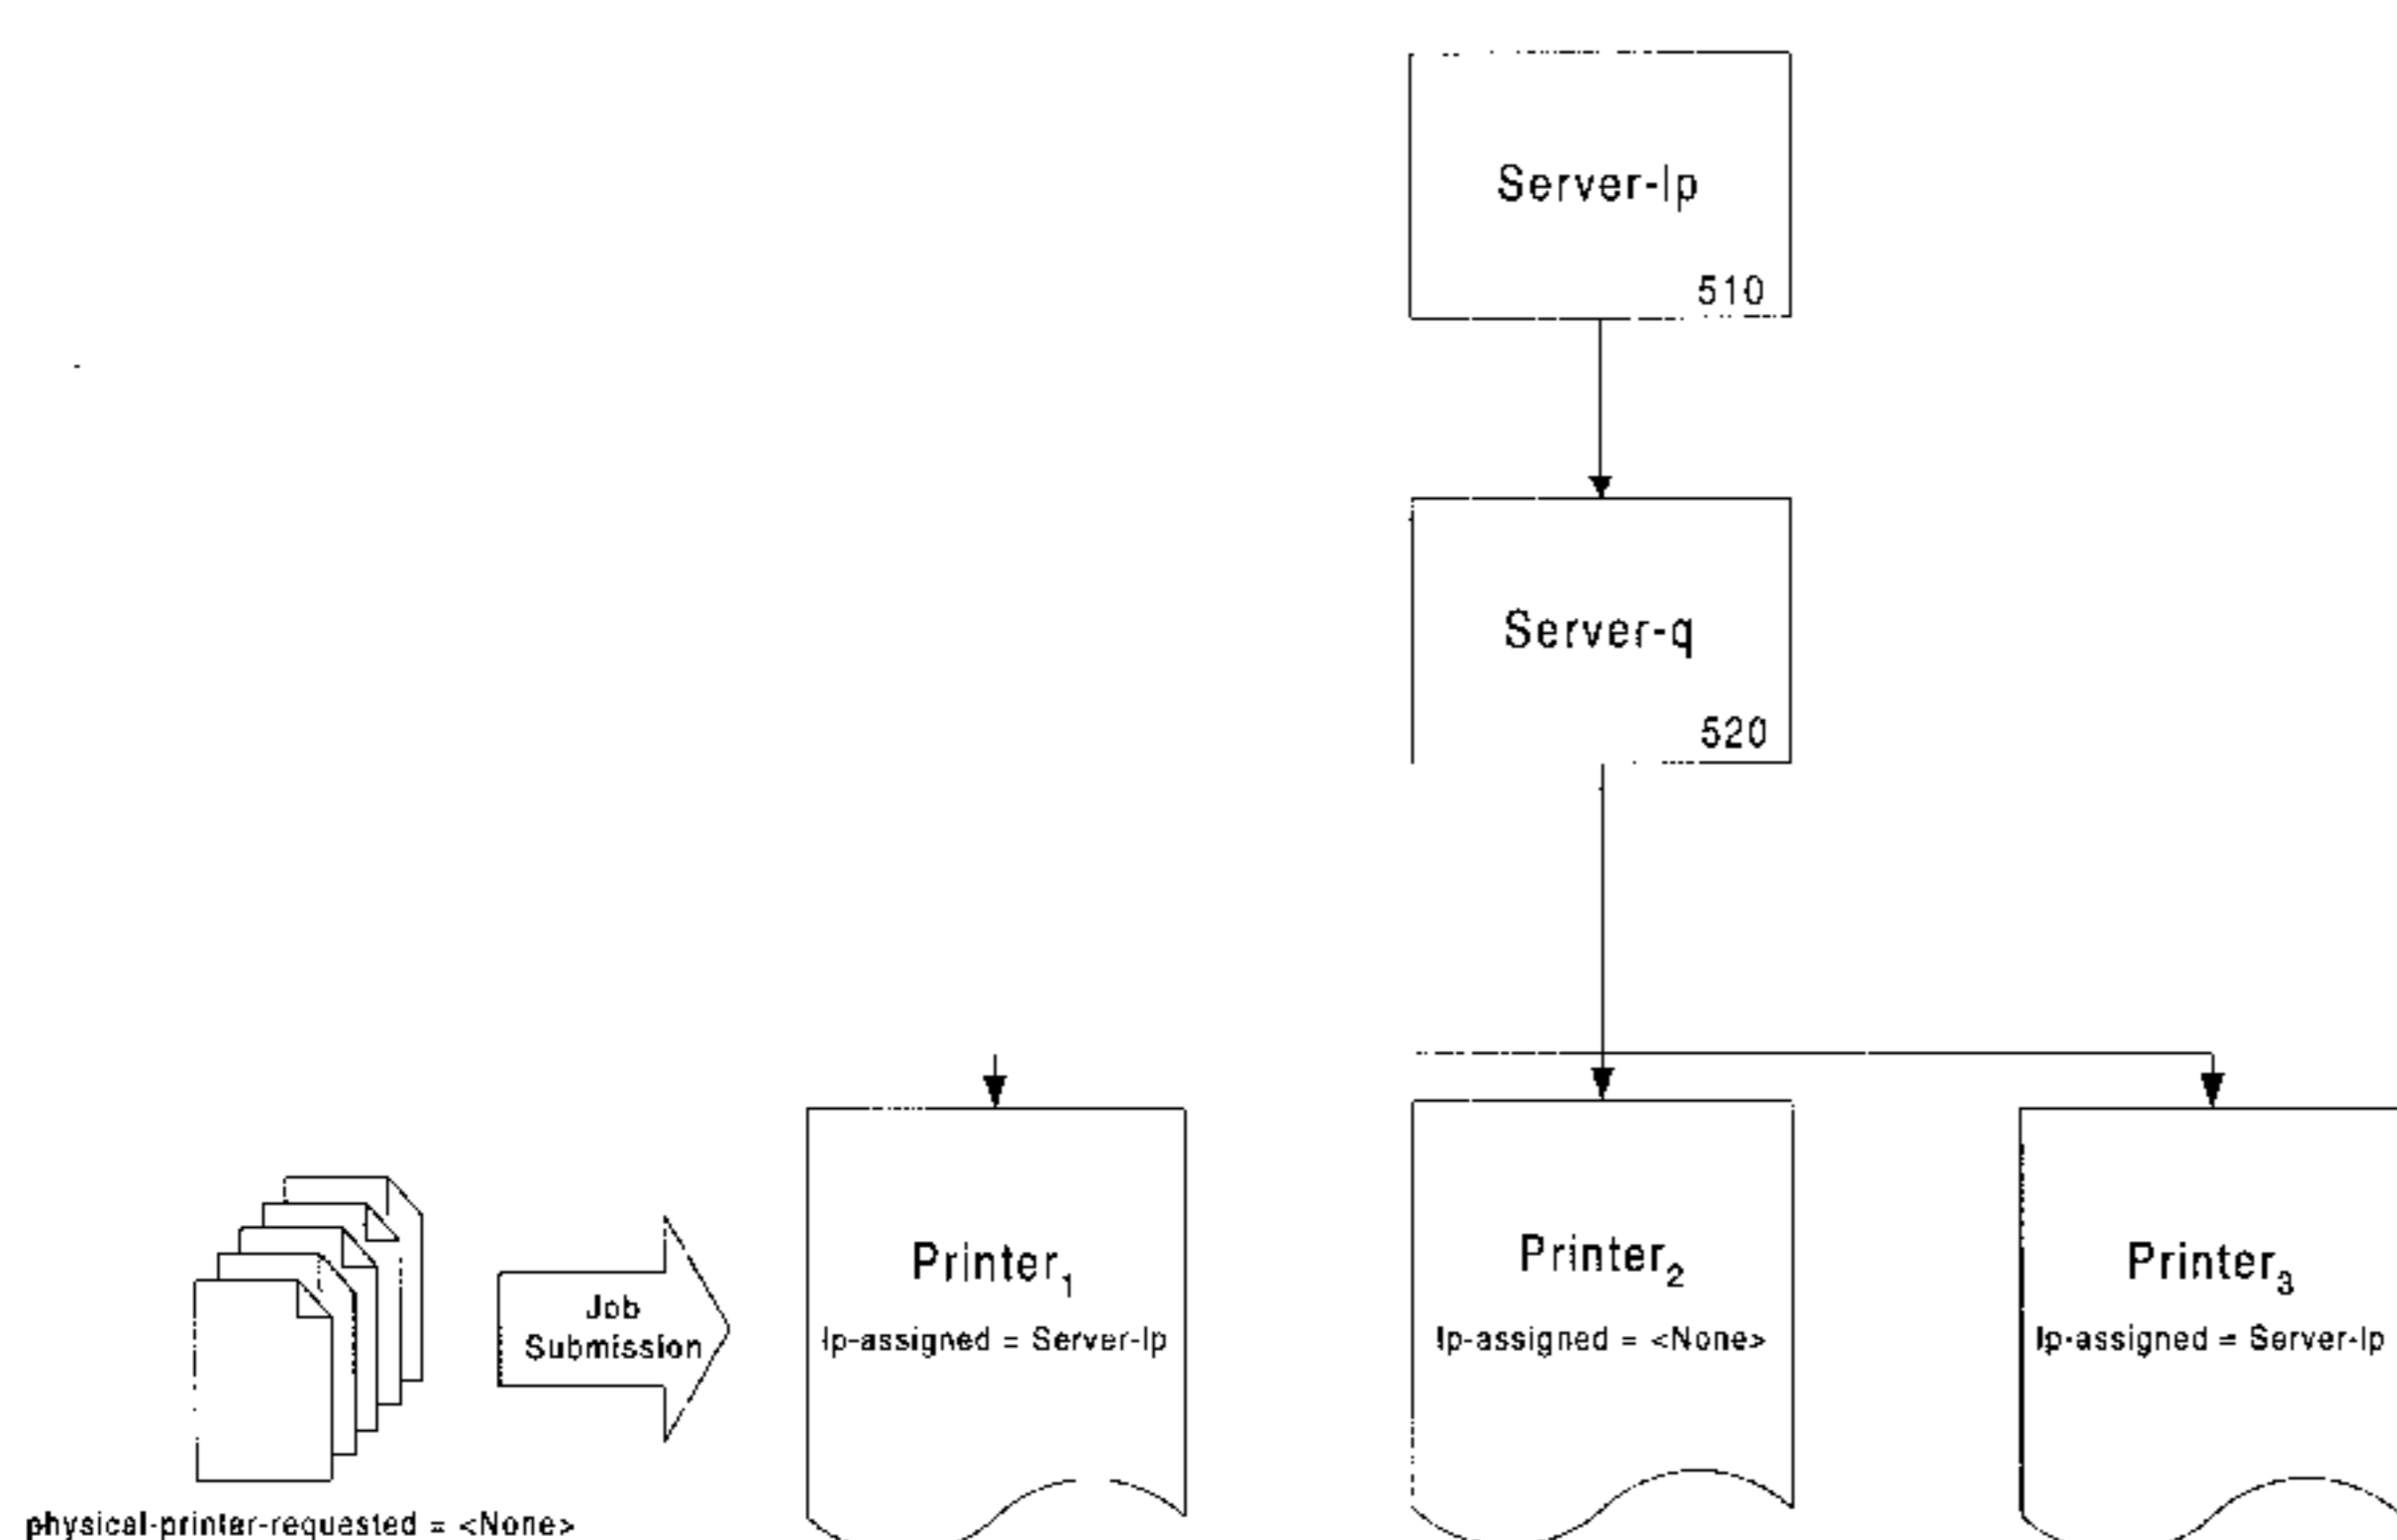 Server-lp
510
Server-q
520
Job
Submission
Printer1
lp-assigned = Server-lp
Printer2
lp-assigned = <None>
Printer3
lp-assigned = Server-lp
physical-printer-requested = <None>